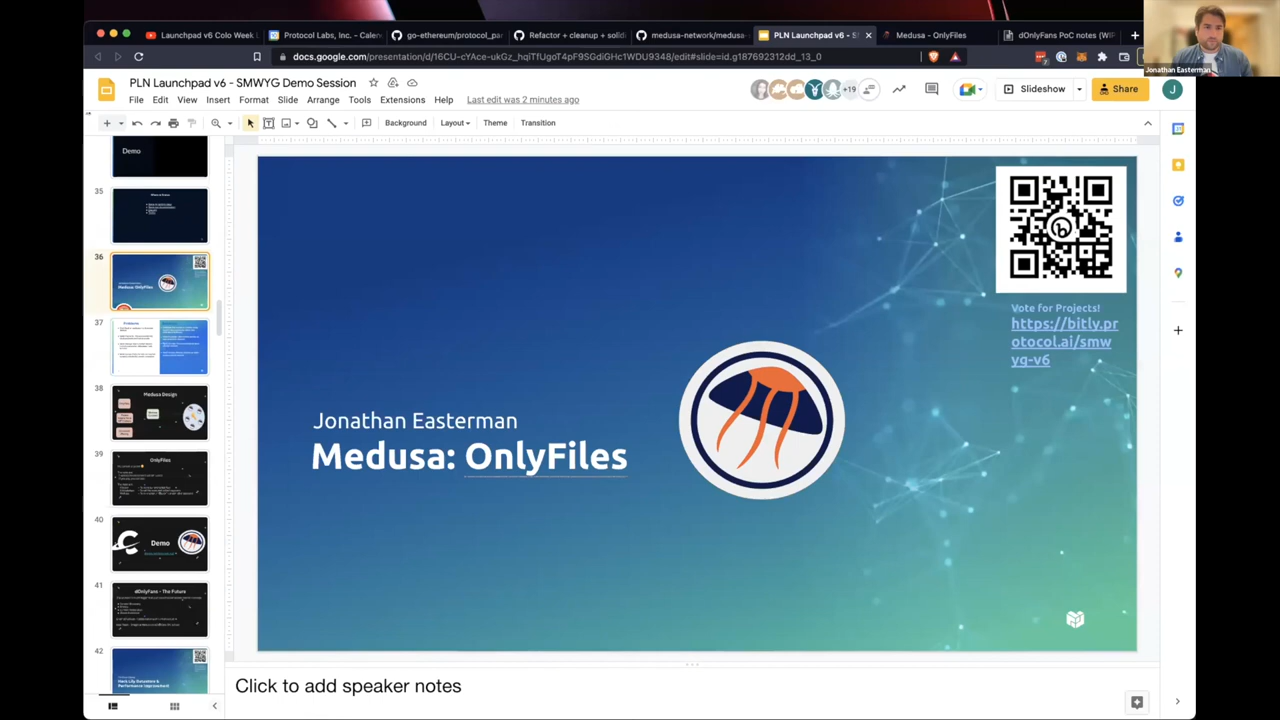 Launchpad v6 Colo Week
Protocol Labs, Inc. - Calen
go-ethereum/protocol_pa
Refactor + cleanup + solid
medusa-network/medusa-
PLN Launchpad v6 - S
Medusa - OnlyFiles
dOnlyFans PoC notes (WIP
docs.google.com/presentation/d/16CU-cYAce-ukGz_hqiTfUgoT4pF9SGdiGHc1WDU9348/edit#slide=id.g187692312dd_13_0
Jonathan Easterman
PLN Launchpad v6 - SMWYG Demo Session
File Edit View Insert Format Slide Arrange Tools Extensions Help Last edit was 2 minutes ago
+19
Slideshow
Share
J
Background Layout Theme Transition
Demo
35
36
Medusa: OnlyFiles
37
38
Medusa Design
39
OnlyFiles
40
Demo
41
dOnlyFans - The Future
42
Jonathan Easterman
Medusa: OnlyFiles
Vote for Projects!
https://bitly.pr
otocol.ai/smw
yg-v6
Click to add speaker notes